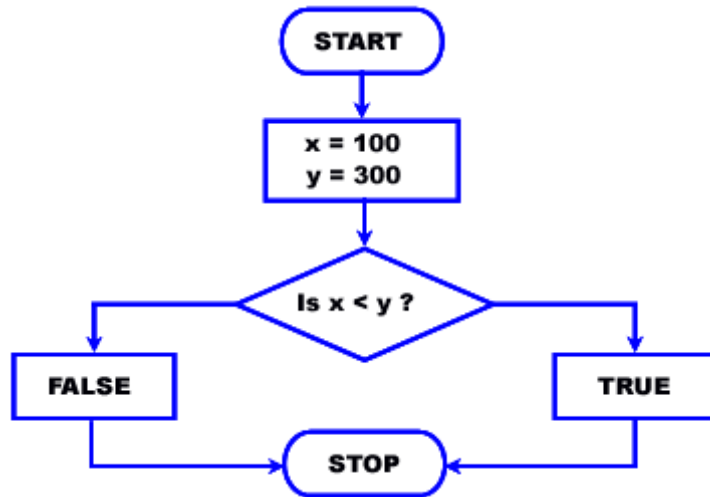 START
x = 100
y = 300
Is x < y ?
FALSE
TRUE
STOP